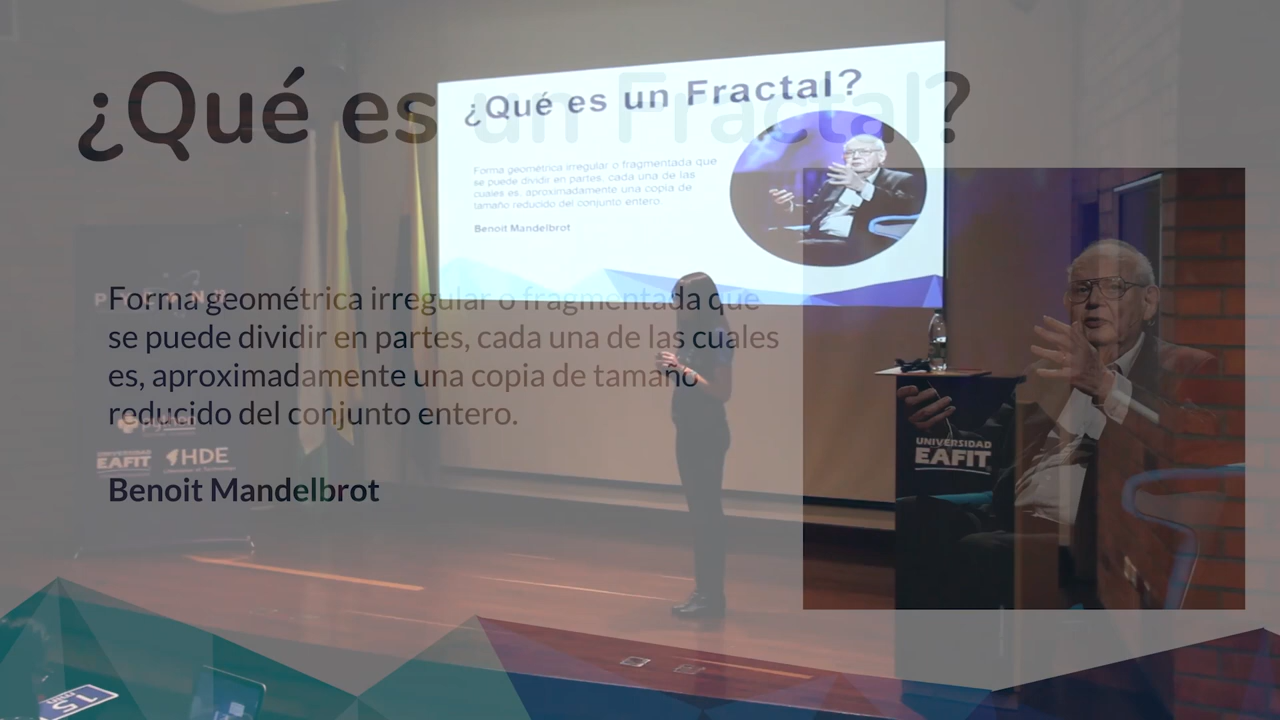 ¿Qué es un Fractal?
Forma geométrica irregular o fragmentada que
se puede dividir en partes, cada una de las cuales
es, aproximadamente una copia de tamaño
reducido del conjunto entero.
Benoit Mandelbrot
¿Qué es un Fractal?
Forma geométrica irregular o fragmentada que
se puede dividir en partes, cada una de las
cuales es, aproximadamente una copia de
tamaño reducido del conjunto entero.
Benoit Mandelbrot
UNIVERSIDAD
EAFIT
HDE
UNIVERSIDAD
EAFIT
15